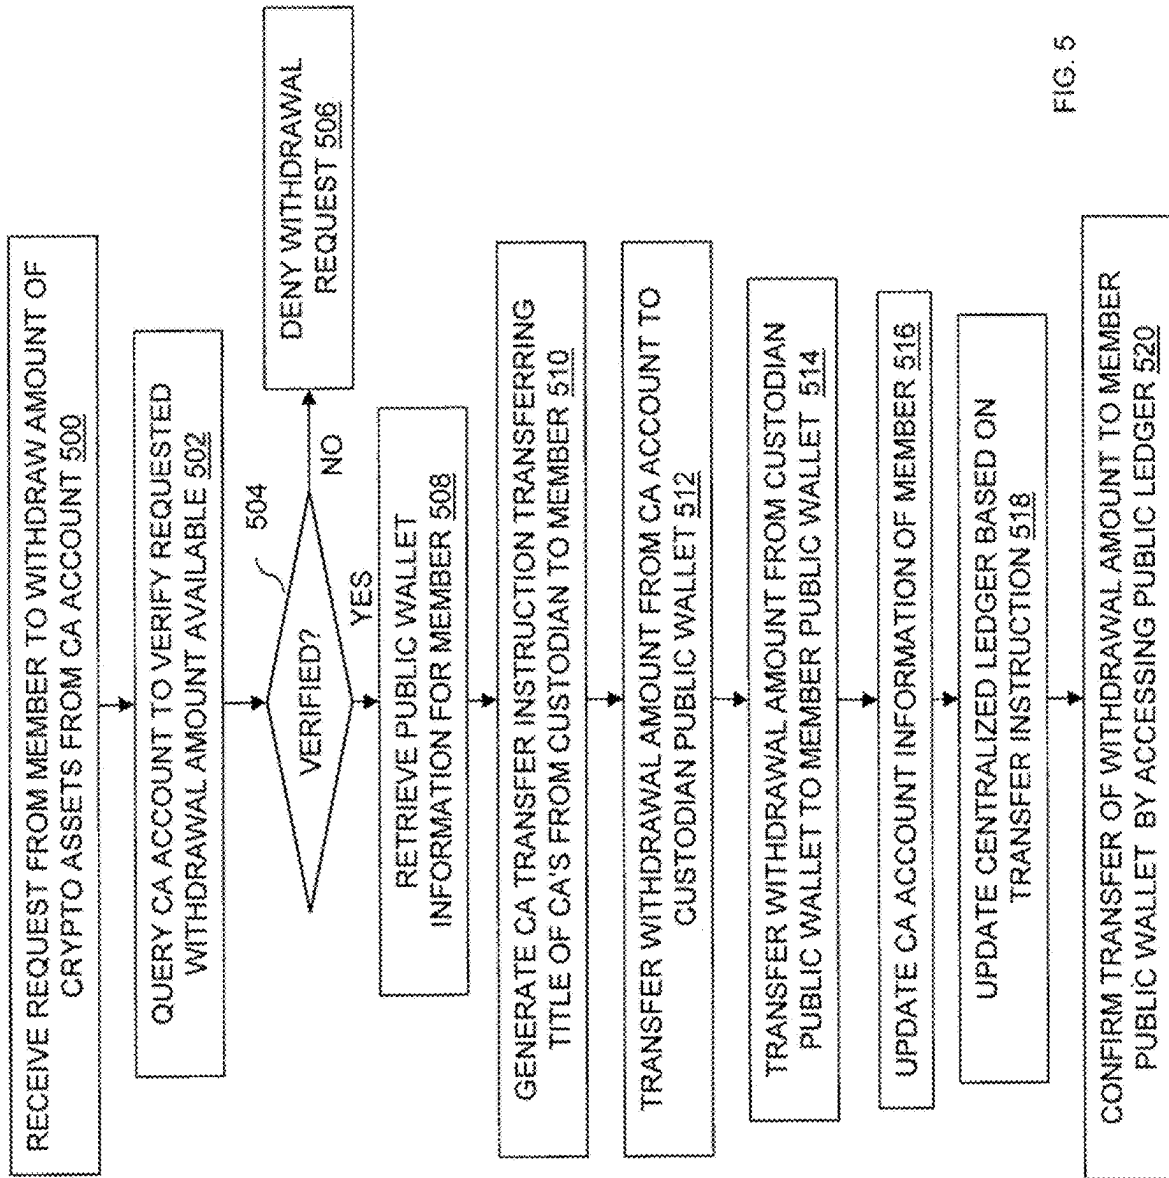 RECEIVE REQUEST FROM MEMBER TO WITHDRAW AMOUNT OF
CRYPTO ASSETS FROM CA ACCOUNT 500
QUERY CA ACCOUNT TO VERIFY REQUESTED
WITHDRAWAL AMOUNT AVAILABLE 502
504
VERIFIED?
NO
DENY WITHDRAWAL
REQUEST 506
YES
RETRIEVE PUBLIC WALLET
INFORMATION FOR MEMBER 508
GENERATE CA TRANSFER INSTRUCTION TRANSFERRING
TITLE OF CA'S FROM CUSTODIAN TO MEMBER 510
TRANSFER WITHDRAWAL AMOUNT FROM CA ACCOUNT TO
CUSTODIAN PUBLIC WALLET 512
TRANSFER WITHDRAWAL AMOUNT FROM CUSTODIAN
PUBLIC WALLET TO MEMBER PUBLIC WALLET 514
UPDATE CA ACCOUNT INFORMATION OF MEMBER 516
UPDATE CENTRALIZED LEDGER BASED ON
TRANSFER INSTRUCTION 518
CONFIRM TRANSFER OF WITHDRAWAL AMOUNT TO MEMBER
PUBLIC WALLET BY ACCESSING PUBLIC LEDGER 520
FIG. 5